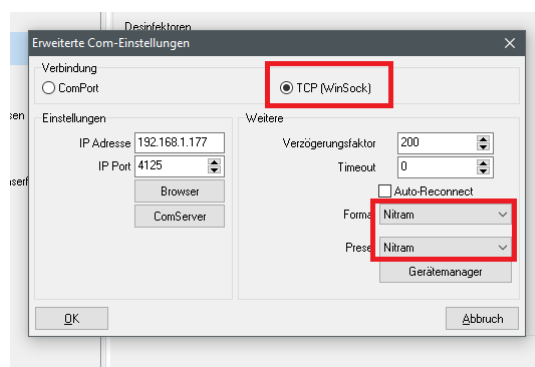 Desinfektoren
Erweiterte Com-Einstellungen
Verbindung
ComPort
TCP (WinSock)
Einstellungen
IP Adresse 192.168.1.177
IP Port 4125
Browser
ComServer
Weitere
Verzögerungsfaktor 200
Timeout 0
Auto-Reconnect
Forma Nitram
Prese Nitram
Gerätemanager
OK
Abbruch